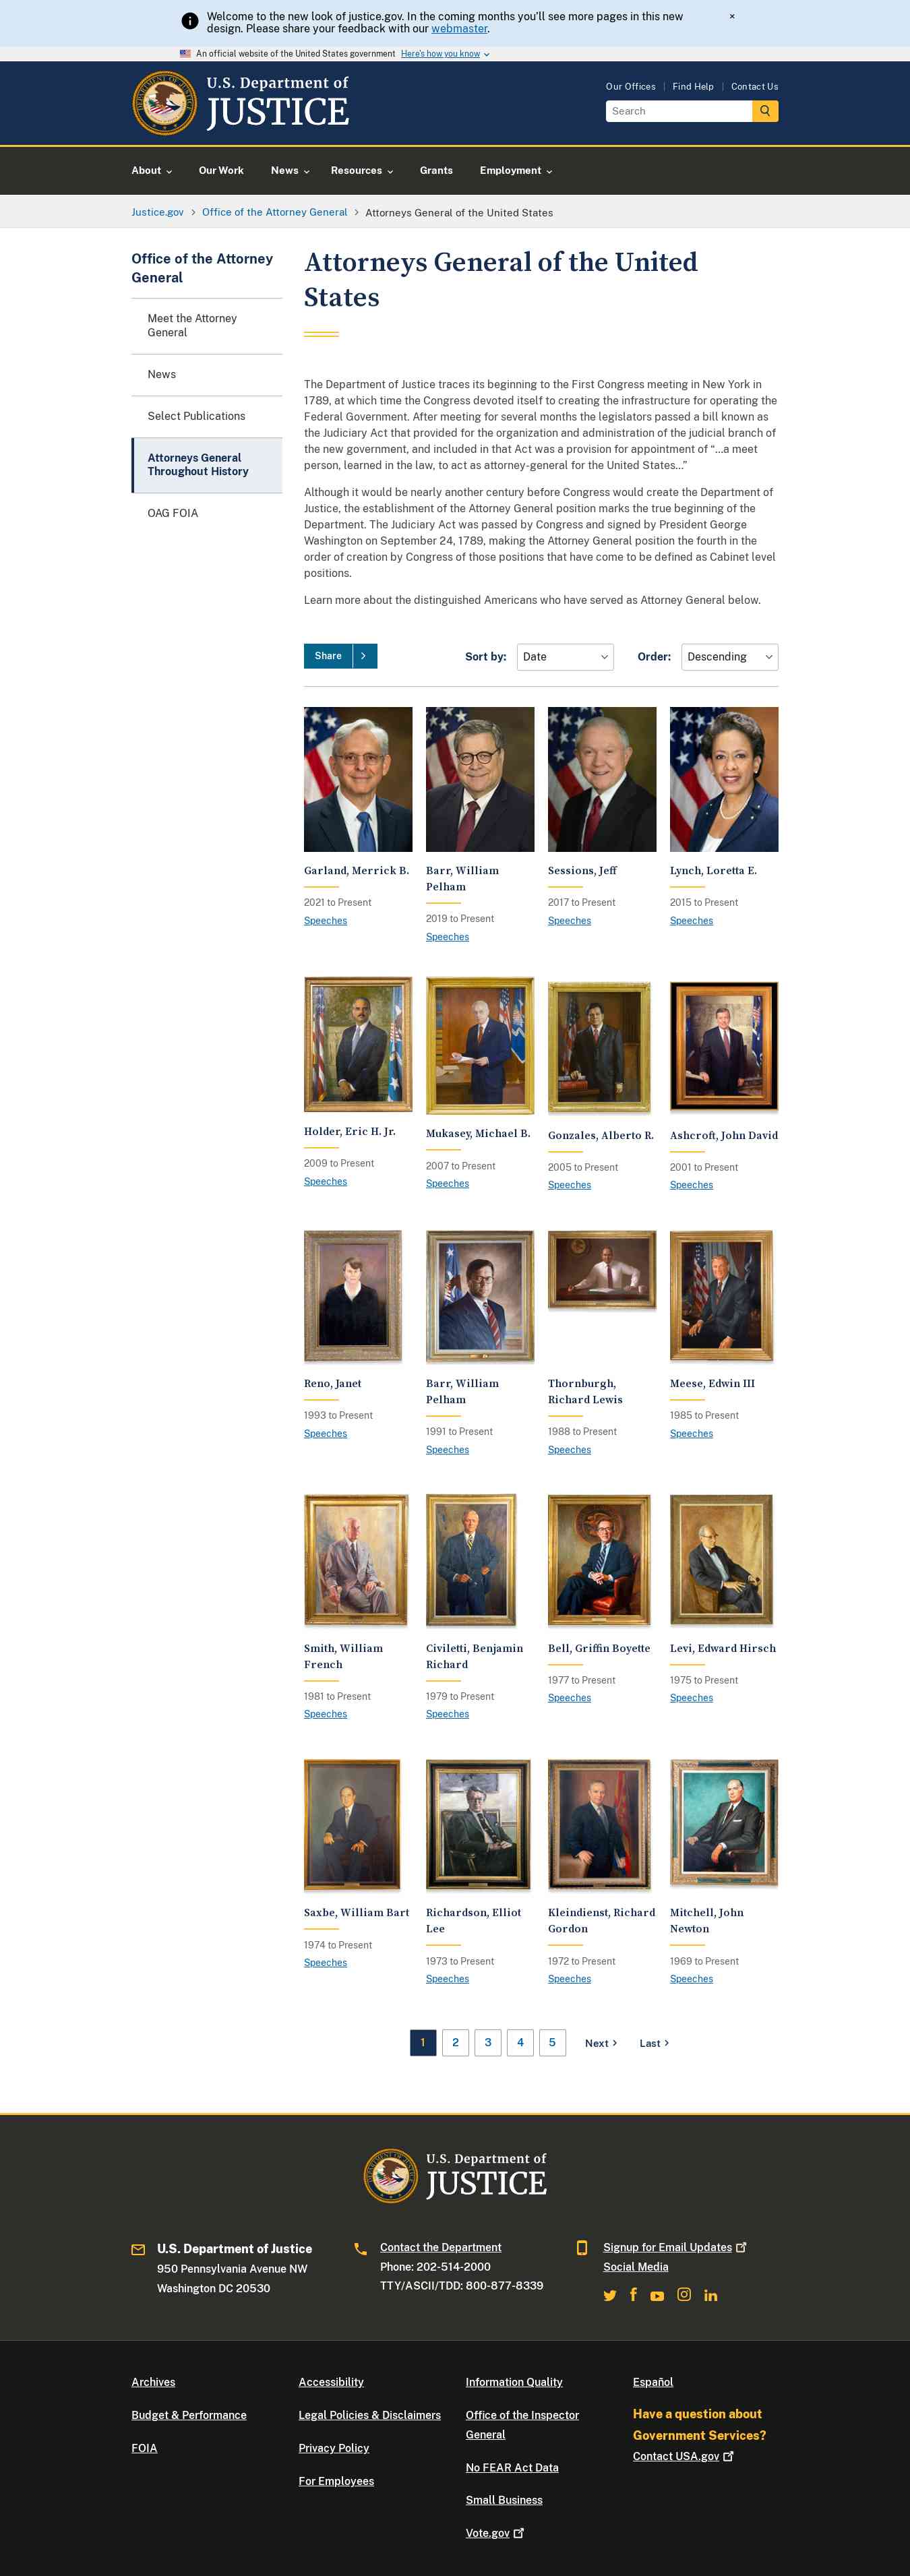 Welcome to the new look of justice.gov. In the coming months you'll see more pages in this new
design. Please share your feedback with our webmaster.
×
An official website of the United States government Here's how you know
U.S. Department of
JUSTICE
Our Offices
Find Help
Contact Us
Search
About
Our Work
News
Resources
Grants
Employment
Justice.gov
Office of the Attorney General
Attorneys General of the United States
Office of the Attorney
General
Meet the Attorney
General
News
Select Publications
Attorneys General
Throughout History
OAG FOIA
Attorneys General of the United
States
The Department of Justice traces its beginning to the First Congress meeting in New York in
1789, at which time the Congress devoted itself to creating the infrastructure for operating the
Federal Government. After meeting for several months the legislators passed a bill known as
the Judiciary Act that provided for the organization and administration of the judicial branch of
the new government, and included in that Act was a provision for appointment of “…a meet
person, learned in the law, to act as attorney-general for the United States…”
Although it would be nearly another century before Congress would create the Department of
Justice, the establishment of the Attorney General position marks the true beginning of the
Department. The Judiciary Act was passed by Congress and signed by President George
Washington on September 24, 1789, making the Attorney General position the fourth in the
order of creation by Congress of those positions that have come to be defined as Cabinet level
positions.
Learn more about the distinguished Americans who have served as Attorney General below.
Share
Sort by:
Date
Order:
Descending
Garland, Merrick B.
2021 to Present
Speeches
Barr, William
Pelham
2019 to Present
Speeches
Sessions, Jeff
2017 to Present
Speeches
Lynch, Loretta E.
2015 to Present
Speeches
Holder, Eric H. Jr.
2009 to Present
Speeches
Mukasey, Michael B.
2007 to Present
Speeches
Gonzales, Alberto R.
2005 to Present
Speeches
Ashcroft, John David
2001 to Present
Speeches
Reno, Janet
1993 to Present
Speeches
Barr, William
Pelham
1991 to Present
Speeches
Thornburgh,
Richard Lewis
1988 to Present
Speeches
Meese, Edwin III
1985 to Present
Speeches
Smith, William
French
1981 to Present
Speeches
Civiletti, Benjamin
Richard
1979 to Present
Speeches
Bell, Griffin Boyette
1977 to Present
Speeches
Levi, Edward Hirsch
1975 to Present
Speeches
Saxbe, William Bart
1974 to Present
Speeches
Richardson, Elliot
Lee
1973 to Present
Speeches
Kleindienst, Richard
Gordon
1972 to Present
Speeches
Mitchell, John
Newton
1969 to Present
Speeches
1 2 3 4 5 Next Last
U.S. Department of
JUSTICE
U.S. Department of Justice
950 Pennsylvania Avenue NW
Washington DC 20530
Contact the Department
Phone: 202-514-2000
TTY/ASCII/TDD: 800-877-8339
Signup for Email Updates
Social Media
Archives
Budget & Performance
FOIA
Accessibility
Legal Policies & Disclaimers
Privacy Policy
For Employees
Information Quality
Office of the Inspector
General
No FEAR Act Data
Small Business
Vote.gov
Español
Have a question about
Government Services?
Contact USA.gov